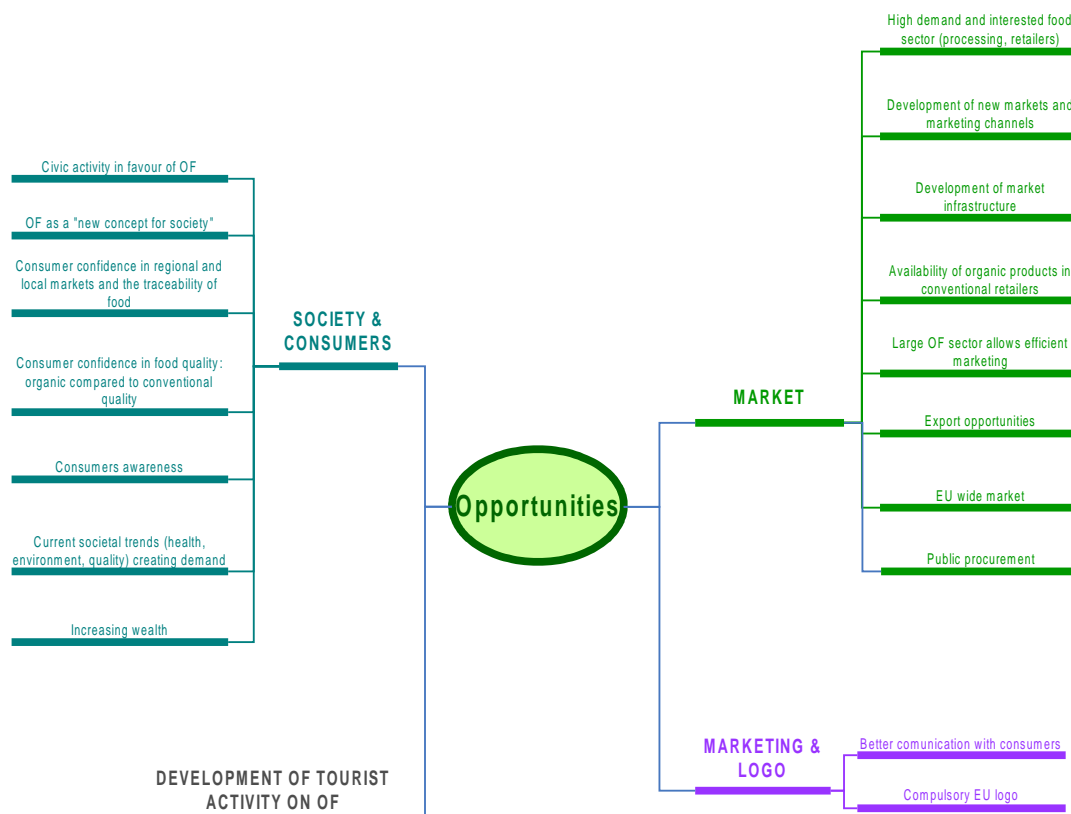 High demand and interested food
sector (processing, retailers)
Development of new markets and
marketing channels
Civic activity in favour of OF
OF as a "new concept for society"
Development of market
infrastructure
Consumer confidence in regional and
local markets and the traceability of
food
Availability of organic products in
conventional retailers
SOCIETY &
CONSUMERS
Large OF sector allows efficient
marketing
Consumer confidence in food quality:
organic compared to conventional
quality
MARKET
Export opportunities
Consumers awareness
EU wide market
Opportunities
Current societal trends (health,
environment, quality) creating demand
Public procurement
Increasing wealth
MARKETING &
LOGO
Better comunication with consumers
DEVELOPMENT OF TOURIST
ACTIVITY ON OF
Compulsory EU logo